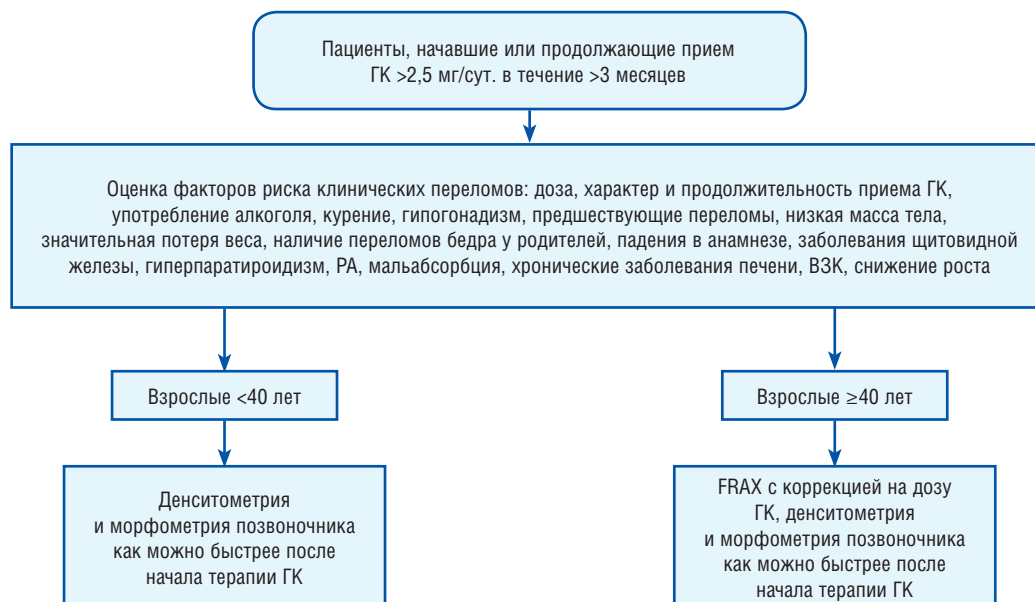 Пациенты, начавшие или продолжающие прием
ГК >2,5 мг/сут. в течение >3 месяцев
Оценка факторов риска клинических переломов: доза, характер и продолжительность приема ГК,
употребление алкоголя, курение, гипогонадизм, предшествующие переломы, низкая масса тела,
значительная потеря веса, наличие переломов бедра у родителей, падения в анамнезе, заболевания щитовидной
железы, гиперпаратироидизм, РА, мальабсорбция, хронические заболевания печени, ВЗК, снижение роста
Взрослые <40 лет
Взрослые ≥40 лет
Денситометрия
и морфометрия позвоночника
как можно быстрее после
начала терапии ГК
FRAX с коррекцией на дозу
ГК, денситометрия
и морфометрия позвоночника
как можно быстрее после
начала терапии ГК